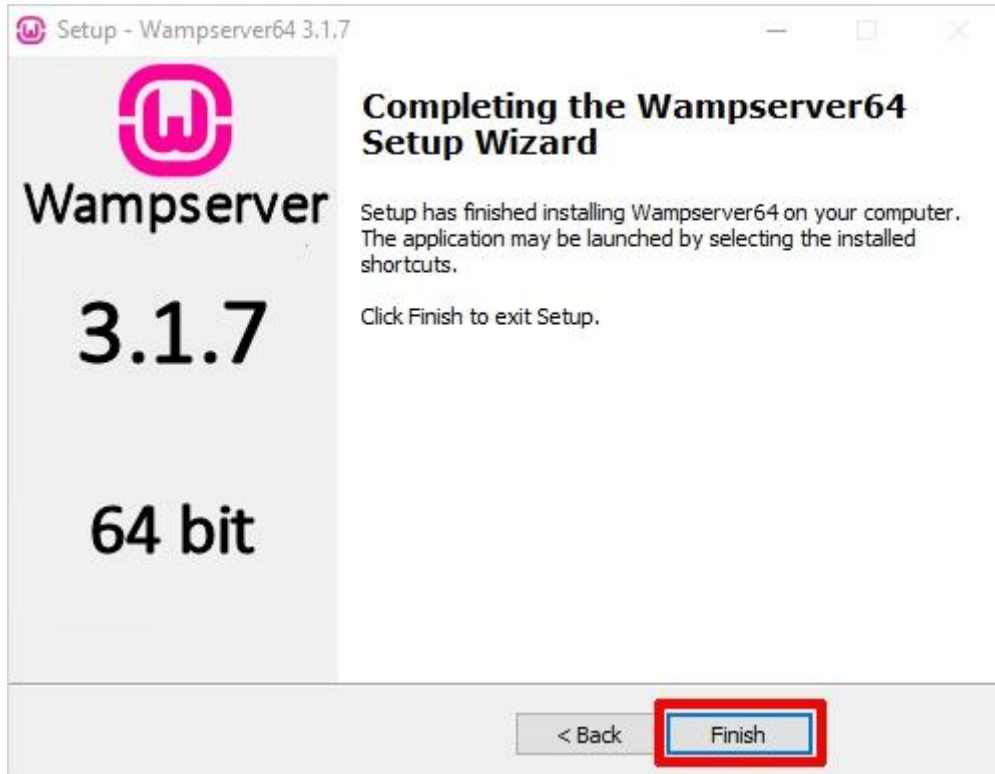 Setup - Wampserver64 3.1.7
Wampserver
3.1.7
64 bit
Completing the Wampserver64
Setup Wizard
Setup has finished installing Wampserver64 on your computer.
The application may be launched by selecting the installed
shortcuts.
Click Finish to exit Setup.
< Back
Finish